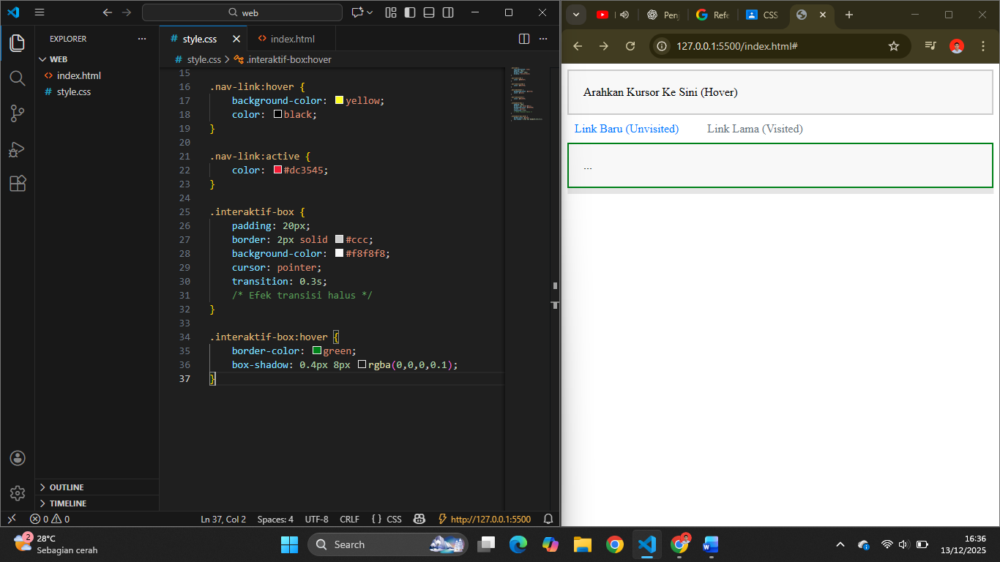 web
EXPLORER
WEB
index.html
style.css
OUTLINE
TIMELINE
style.css
index.html
style.css > .interaktif-box:hover
15
16 .nav-link:hover {
17 background-color: yellow;
18 color: black;
19 }
20
21 .nav-link:active {
22 color: #dc3545;
23 }
24
25 .interaktif-box {
26 padding: 20px;
27 border: 2px solid #ccc;
28 background-color: #f8f8f8;
29 cursor: pointer;
30 transition: 0.3s;
31 /* Efek transisi halus */
32 }
33
34 .interaktif-box:hover {
35 border-color: green;
36 box-shadow: 0.4px 8px rgba(0,0,0,0.1);
37 }
0 0
Ln 37, Col 2 Spaces: 4 UTF-8 CRLF {} CSS http://127.0.0.1:5500
Penj Refe CSS
127.0.0.1:5500/index.html#
Arahkan Kursor Ke Sini (Hover)
Link Baru (Unvisited) Link Lama (Visited)
...
2
28°C
Sebagian cerah
Search
16:36
13/12/2025